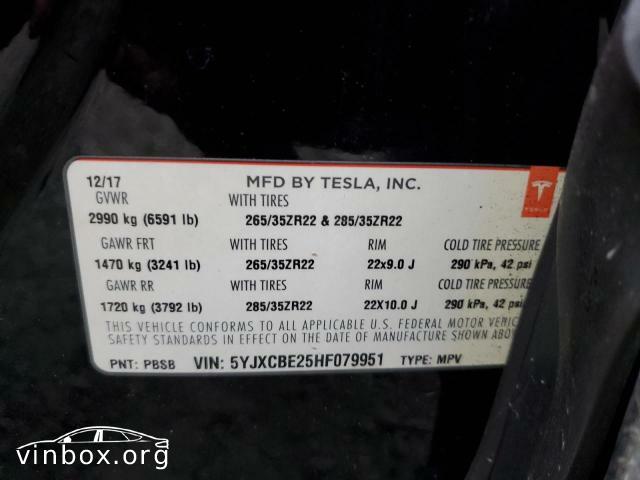 12/17 MFD BY TESLA, INC.
GVWR WITH TIRES
2990 kg (6591 lb) 265/35ZR22 & 285/35ZR22
TESLA
GAWR FRT WITH TIRES RIM COLD TIRE PRESSURE
1470 kg (3241 lb) 265/35ZR22 22x9.0 J 290 kPa, 42 psi
GAWR RR WITH TIRES RIM COLD TIRE PRESSURE
1720 kg (3792 lb) 285/35ZR22 22X10.0 J 290 kPa, 42 psi
THIS VEHICLE CONFORMS TO ALL APPLICABLE U.S. FEDERAL MOTOR VEHIC
SAFETY STANDARDS IN EFFECT ON THE DATE OF MANUFACTURE SHOWN ABOV
PNT: PBSB VIN: 5YJXCBE25HF079951 TYPE: MPV
vinbox.org